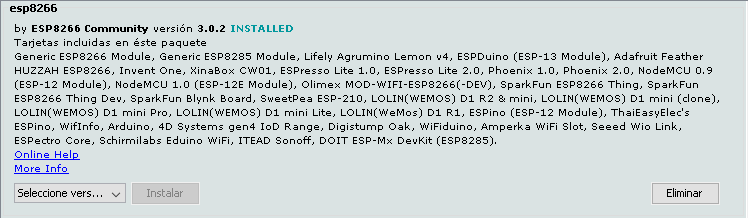 esp8266
by ESP8266 Community versión 3.0.2 INSTALLED
Tarjetas incluidas en éste paquete
Generic ESP8266 Module, Generic ESP8285 Module, Lifely Agrumino Lemon v4, ESPDuino (ESP-13 Module), Adafruit Feather
HUZZAH ESP8266, Invent One, XinaBox CW01, ESPresso Lite 1.0, ESPresso Lite 2.0, Phoenix 1.0, Phoenix 2.0, NodeMCU 0.9
(ESP-12 Module), NodeMCU 1.0 (ESP-12E Module), Olimex MOD-WIFI-ESP8266(-DEV), SparkFun ESP8266 Thing, SparkFun
ESP8266 Thing Dev, SparkFun Blynk Board, SweetPea ESP-210, LOLIN(WEMOS) D1 R2 & mini, LOLIN(WEMOS) D1 mini (clone),
LOLIN(WEMOS) D1 mini Pro, LOLIN(WEMOS) D1 mini Lite, LOLIN(WeMos) D1 R1, ESPino (ESP-12 Module), ThaiEasyElec's
ESPino, WifInfo, Arduino, 4D Systems gen4 IoD Range, Digistump Oak, WiFiduino, Amperka WiFi Slot, Seeed Wio Link,
ESPectro Core, Schirmilabs Eduino WiFi, ITEAD Sonoff, DOIT ESP-Mx DevKit (ESP8285).
Online Help
More Info
Seleccione vers... Instalar Eliminar